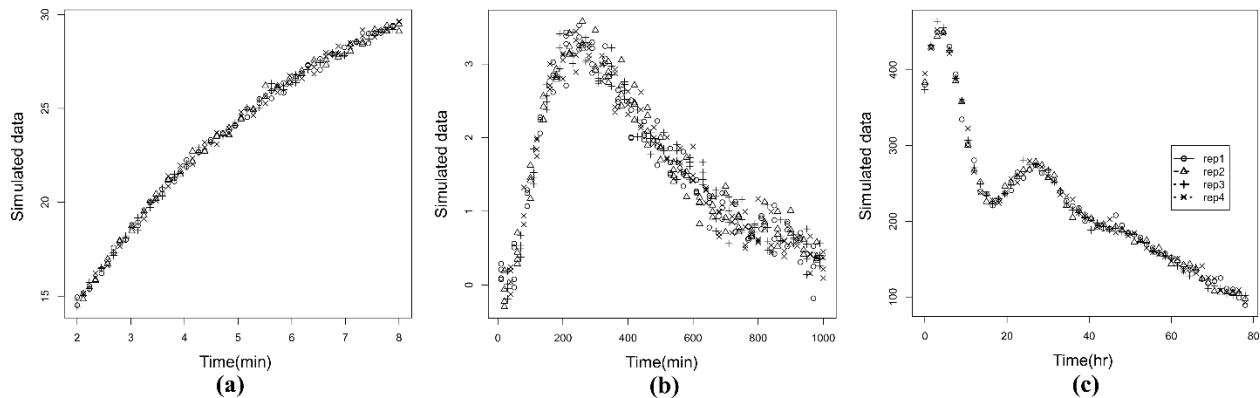 Simulated data
30
25
20
15
2 3 4 5 6 7 8
Time(min)
(a)
Simulated data
3
2
1
0
0 200 400 600 800 1000
Time(min)
(b)
Simulated data
400
300
200
100
0 20 40 60 80
Time(hr)
(c)
rep1
rep2
rep3
rep4